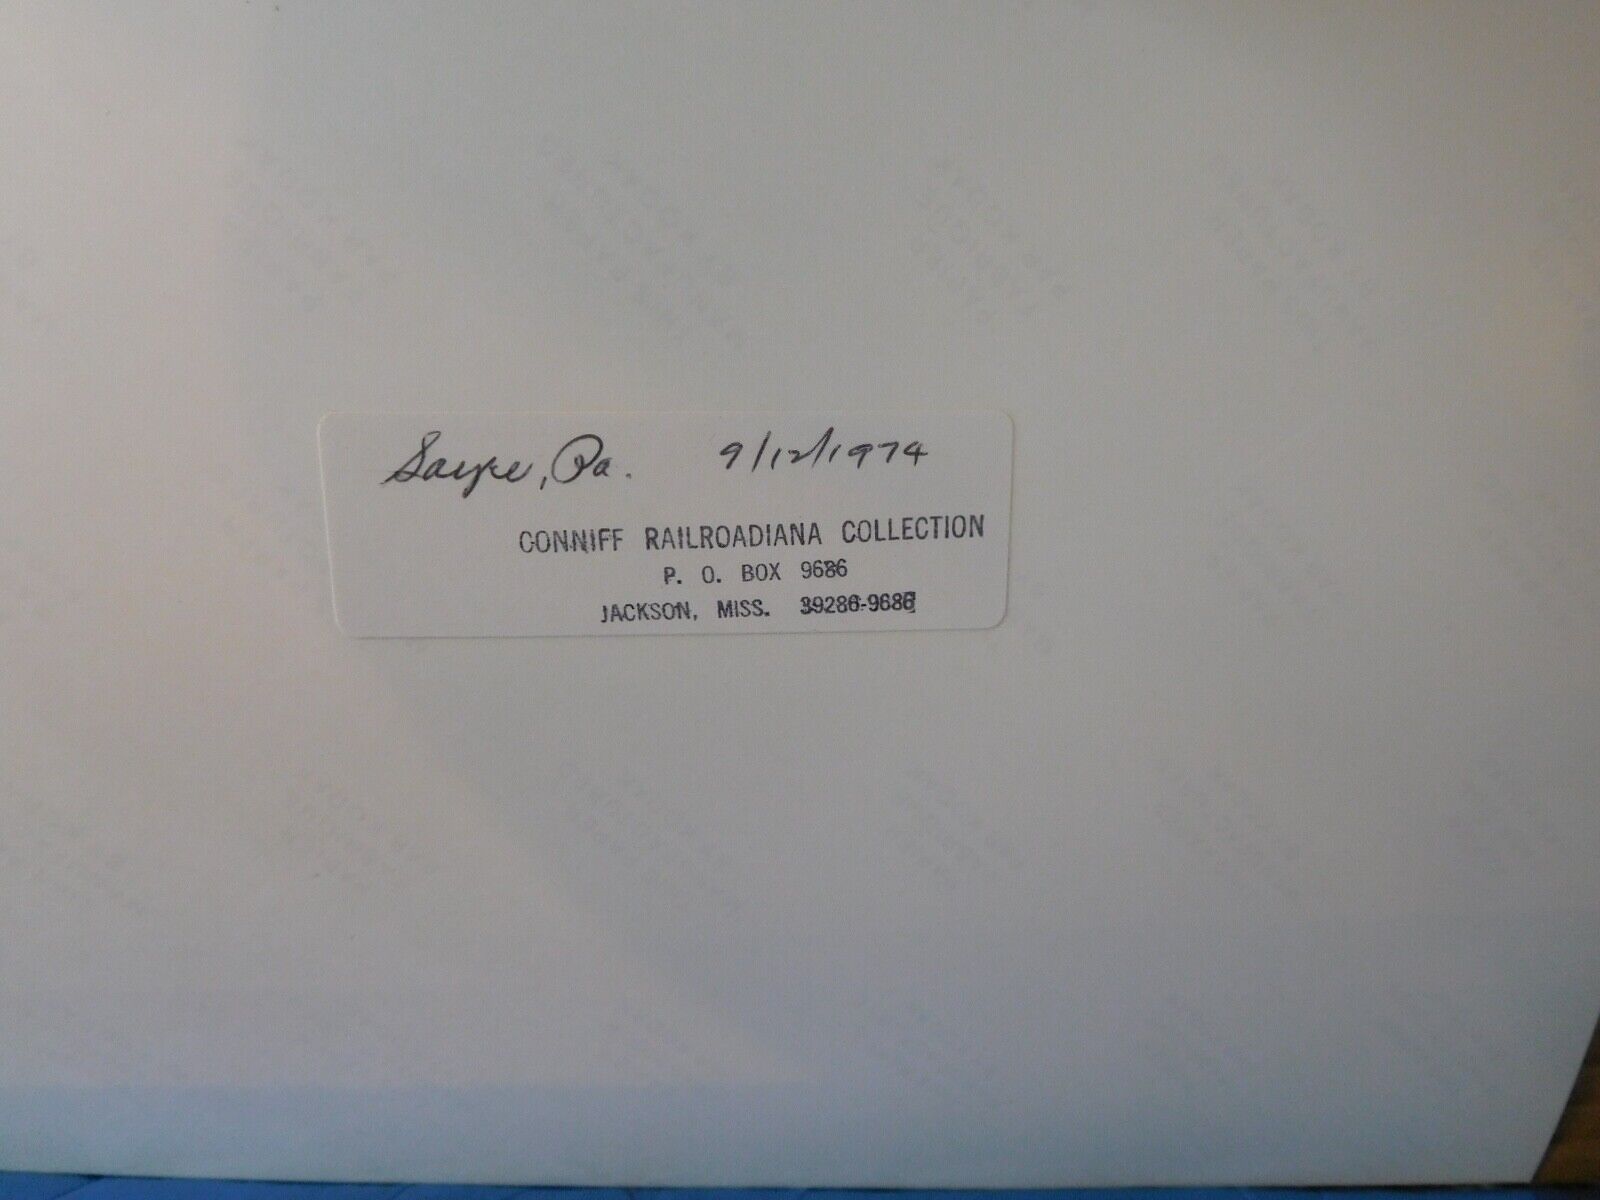 Sayre, Pa. 9/12/1974
CONNIFF RAILROADIANA COLLECTION
P. O. BOX 9686
JACKSON, MISS. 39286-9686